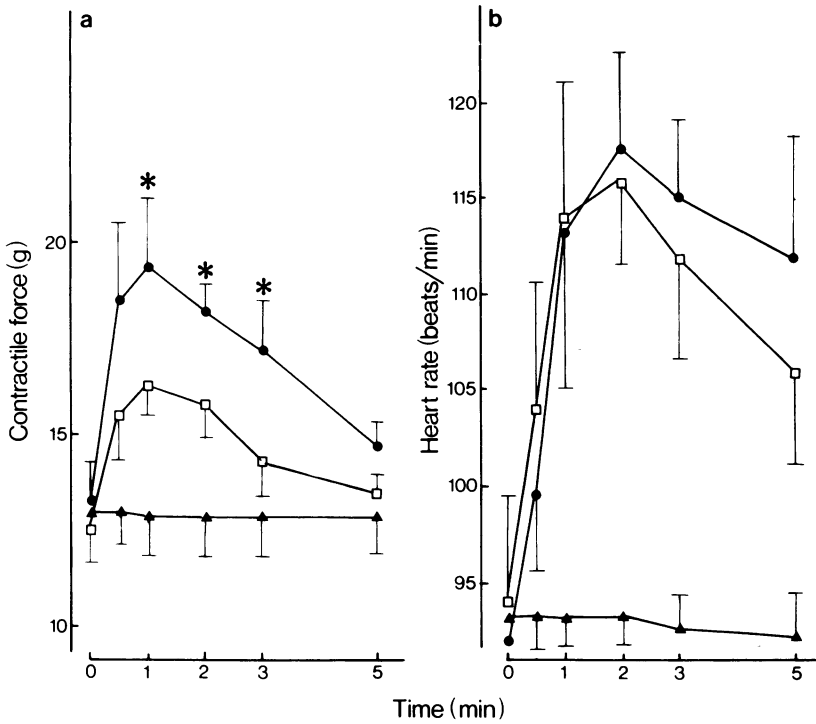 a
Contractile force (g)
20
15
10
0 1 2 3 5
* * *
b
Heart rate (beats/min)
120
115
110
105
100
95
0 1 2 3 5
Time (min)